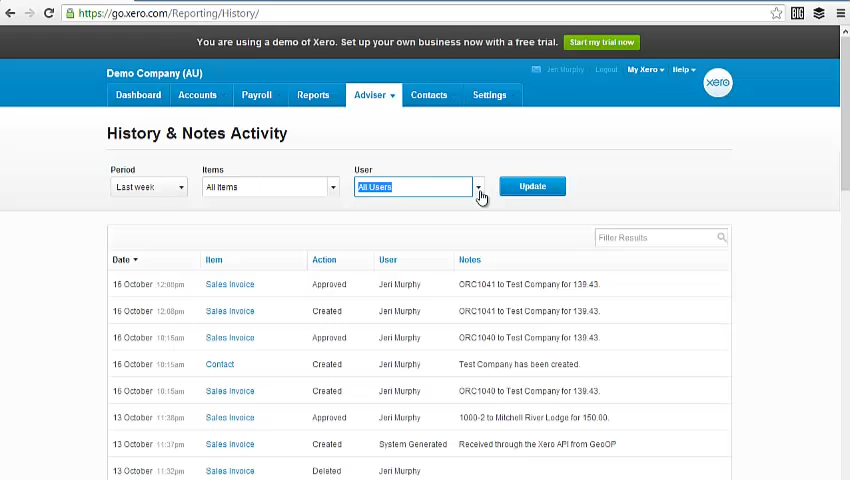 https://go.xero.com/Reporting/History/
BIG
You are using a demo of Xero. Set up your own business now with a free trial. Start my trial now
Demo Company (AU) Jeri Murphy Logout My Xero Help
xero
Dashboard Accounts Payroll Reports Adviser Contacts Settings
History & Notes Activity
Period Items User
Last week All Items All Users Update
Filter Results
Date Item Action User Notes
16 October 12:08pm Sales Invoice Approved Jeri Murphy ORC1041 to Test Company for 139.43.
16 October 12:08pm Sales Invoice Created Jeri Murphy ORC1041 to Test Company for 139.43.
16 October 10:15am Sales Invoice Approved Jeri Murphy ORC1040 to Test Company for 139.43.
16 October 10:15am Contact Created Jeri Murphy Test Company has been created.
16 October 10:15am Sales Invoice Created Jeri Murphy ORC1040 to Test Company for 139.43.
13 October 11:38pm Sales Invoice Approved Jeri Murphy 1000-2 to Mitchell River Lodge for 150.00.
13 October 11:37pm Sales Invoice Created System Generated Received through the Xero API from GeoOP
13 October 11:32pm Sales Invoice Deleted Jeri Murphy